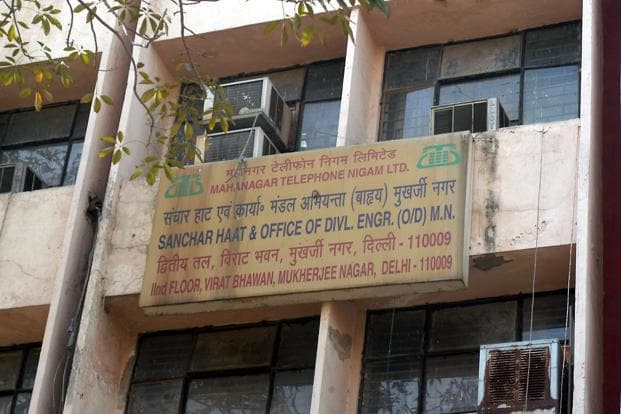 महानगर टेलीफोन निगम लिमिटेड
MAHANAGAR TELEPHONE NIGAM LTD.
संचार हाट एवं कार्या० मंडल अभियन्ता (बाहृय) मुखर्जी नगर
SANCHAR HAAT & OFFICE OF DIVL. ENGR. (O/D) M.N.
द्वितीय तल, विराट भवन, मुखर्जी नगर, दिल्ली - 110009
IInd FLOOR, VIRAT BHAWAN, MUKHERJEE NAGAR, DELHI - 110009